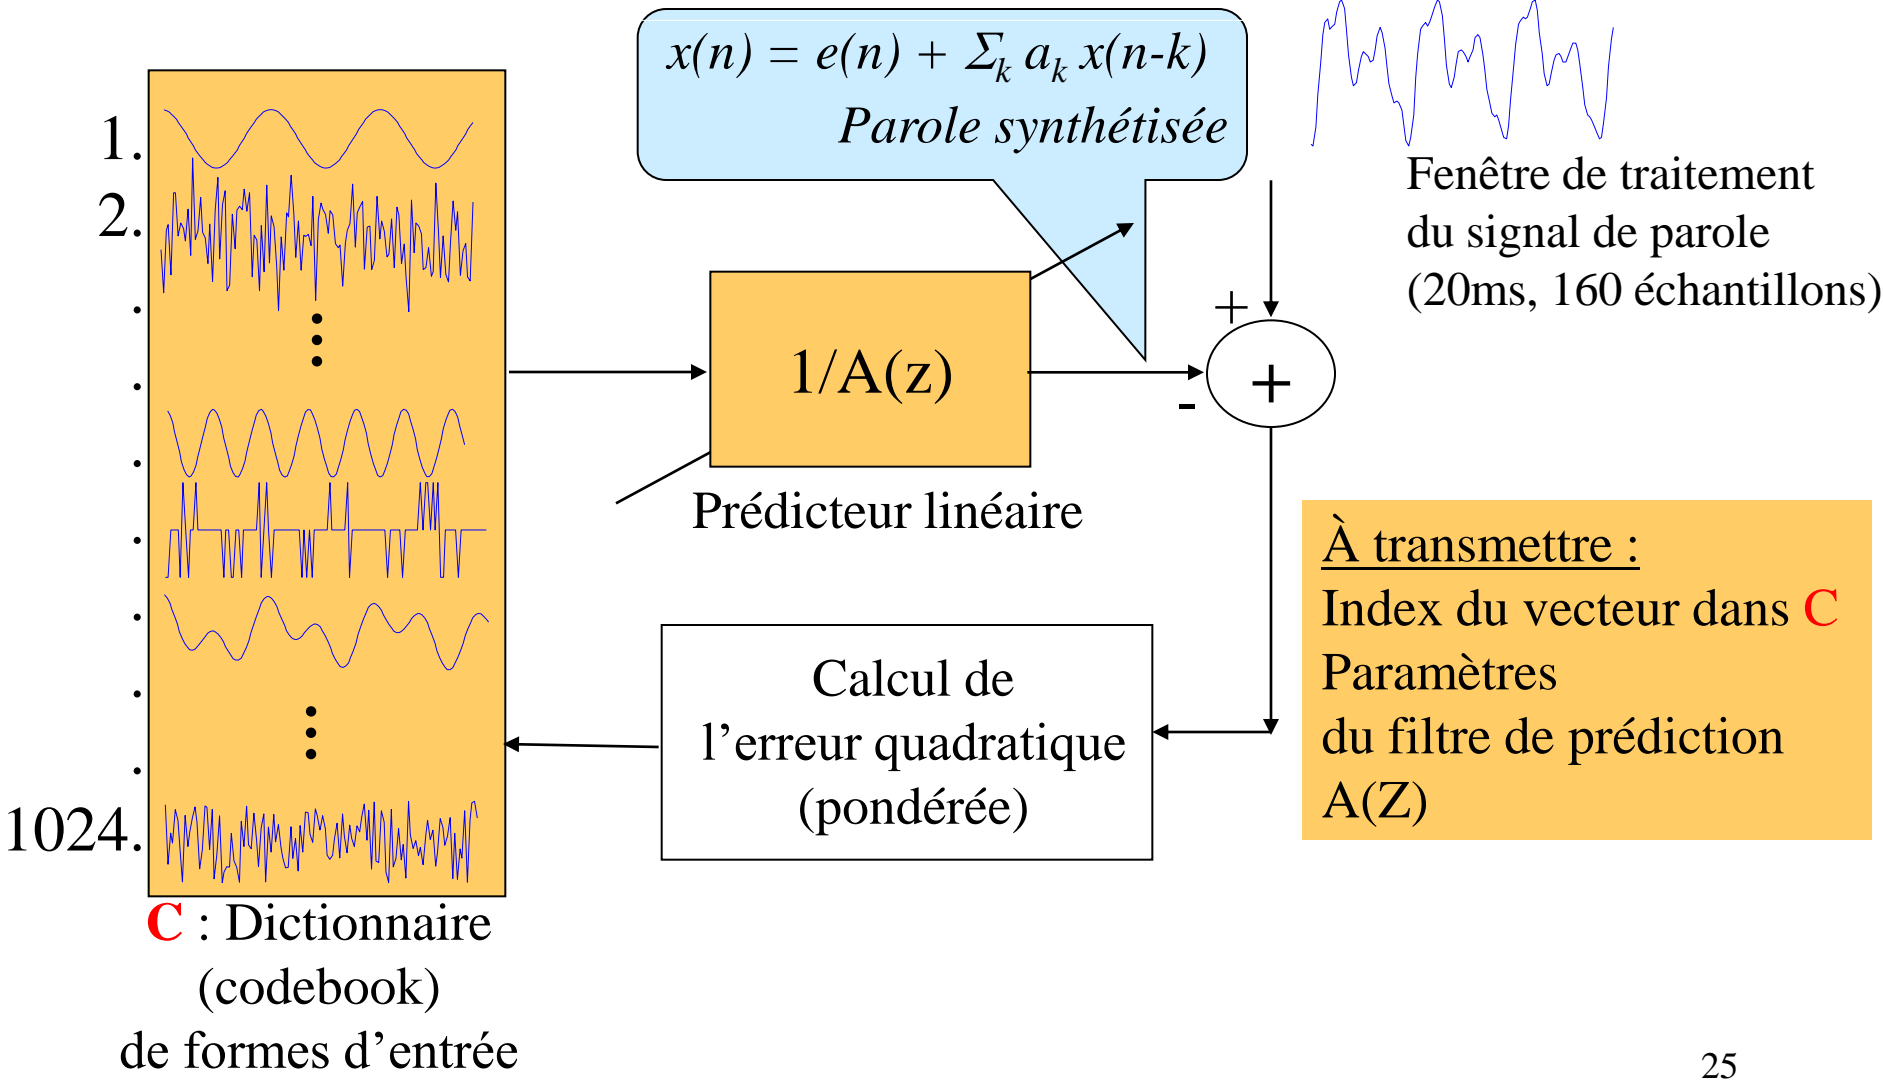 x(n) = e(n) + Σk ak x(n-k)
Parole synthétisée
1.
2.
.
.
.
.
.
.
.
1024.
Fenêtre de traitement
du signal de parole
(20ms, 160 échantillons)
+
1/A(z)
+
-
Prédicteur linéaire
À transmettre :
Index du vecteur dans C
Paramètres
du filtre de prédiction
A(Z)
Calcul de
l’erreur quadratique
(pondérée)
C : Dictionnaire
(codebook)
de formes d’entrée
25